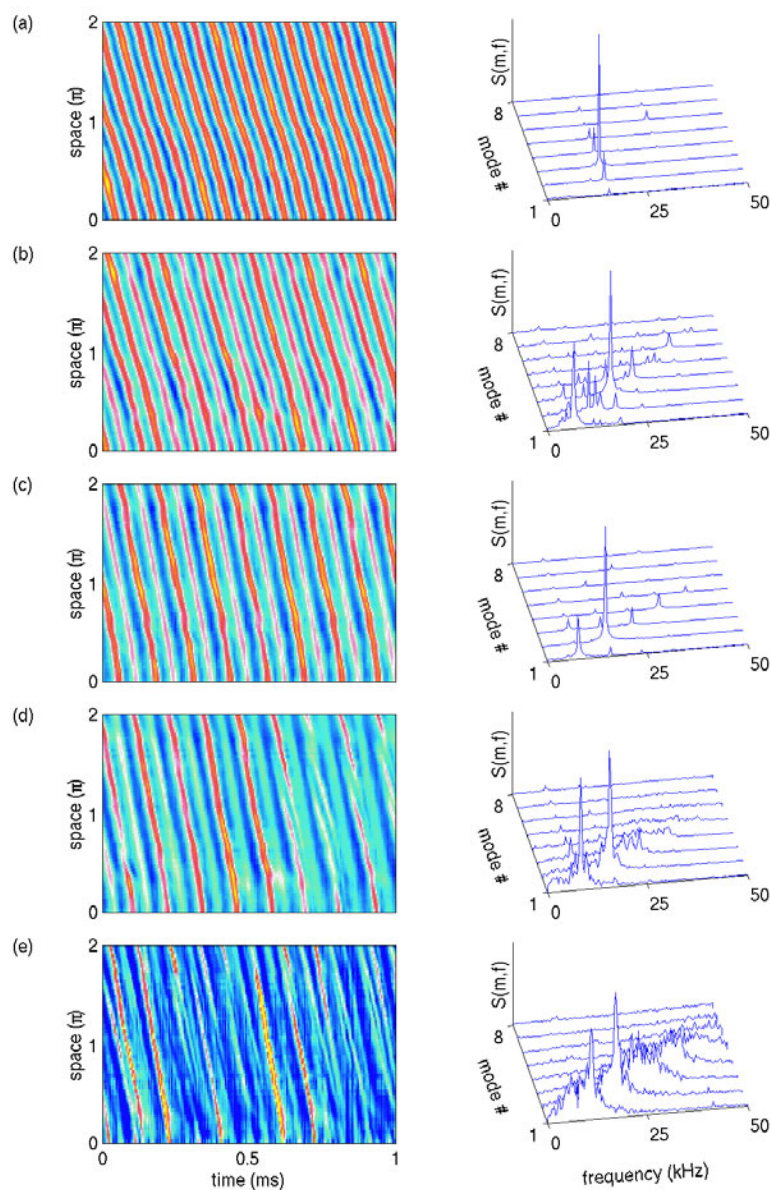 (a)
space (π)
2
1
0
S(m,f)
8
mode #
1
0
25
50
(b)
space (π)
2
1
0
S(m,f)
8
mode #
1
0
25
50
(c)
space (π)
2
1
0
S(m,f)
8
mode #
1
0
25
50
(d)
space (π)
2
1
0
S(m,f)
8
mode #
1
0
25
50
(e)
space (π)
2
1
0
0
0.5
1
time (ms)
S(m,f)
8
mode #
1
0
25
50
frequency (kHz)